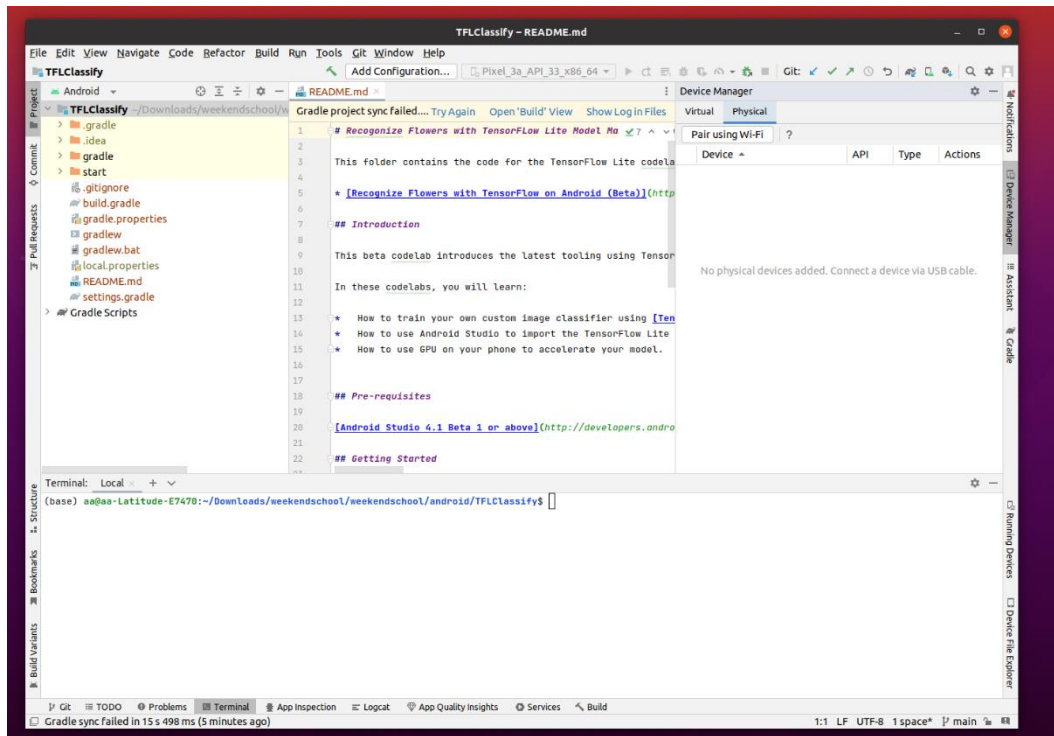 TFLClassify – README.md
File Edit View Navigate Code Refactor Build Run Tools Git Window Help
TFLClassify
Add Configuration...
Pixel_3a_API_33_x86_64
Git:
Project
Commit
Pull Requests
Android
TFLClassify ~/Downloads/weekendschool/w
.gradle
.idea
gradle
start
.gitignore
build.gradle
gradle.properties
gradlew
gradlew.bat
local.properties
README.md
settings.gradle
Gradle Scripts
README.md
Gradle project sync failed.... Try Again Open 'Build' View Show Log in Files
1 # Recognize Flowers with TensorFlow Lite Model Ma 7
2
3 This folder contains the code for the TensorFlow Lite codela
4
5 * [Recognize Flowers with TensorFlow on Android (Beta)](http
6
7 ## Introduction
8
9 This beta codelab introduces the latest tooling using Tensor
10
11 In these codelabs, you will learn:
12
13 * How to train your own custom image classifier using [Ten
14 * How to use Android Studio to import the TensorFlow Lite
15 * How to use GPU on your phone to accelerate your model.
16
17
18 ## Pre-requisites
19
20 [Android Studio 4.1 Beta 1 or above](http://developers.andro
21
22 ## Getting Started
Device Manager
Virtual Physical
Pair using Wi-Fi ?
Device API Type Actions
No physical devices added. Connect a device via USB cable.
Notifications
Device Manager
Assistant
Gradle
Running Devices
Device File Explorer
Structure
Bookmarks
Build Variants
Terminal: Local
(base) aa@aa-Latitude-E7470:~/Downloads/weekendschool/weekendschool/android/TFLClassify$
Git TODO Problems Terminal App Inspection Logcat App Quality Insights Services Build
Gradle sync failed in 15 s 498 ms (5 minutes ago) 1:1 LF UTF-8 1 space* main